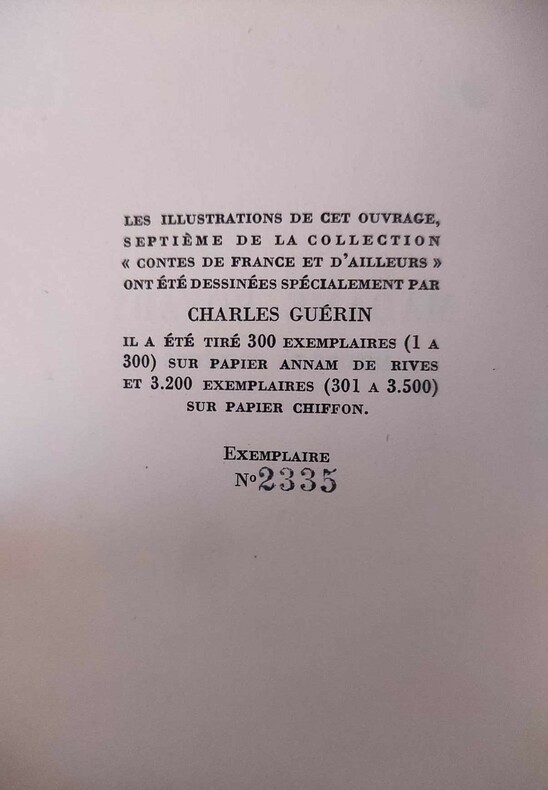 LES ILLUSTRATIONS DE CET OUVRAGE,
SEPTIÈME DE LA COLLECTION
« CONTES DE FRANCE ET D'AILLEURS »
ONT ÉTÉ DESSINÉES SPÉCIALEMENT PAR
CHARLES GUÉRIN
IL A ÉTÉ TIRÉ 300 EXEMPLAIRES (1 A
300) SUR PAPIER ANNAM DE RIVES
ET 3.200 EXEMPLAIRES (301 A 3.500)
SUR PAPIER CHIFFON.
EXEMPLAIRE
Nº 2335